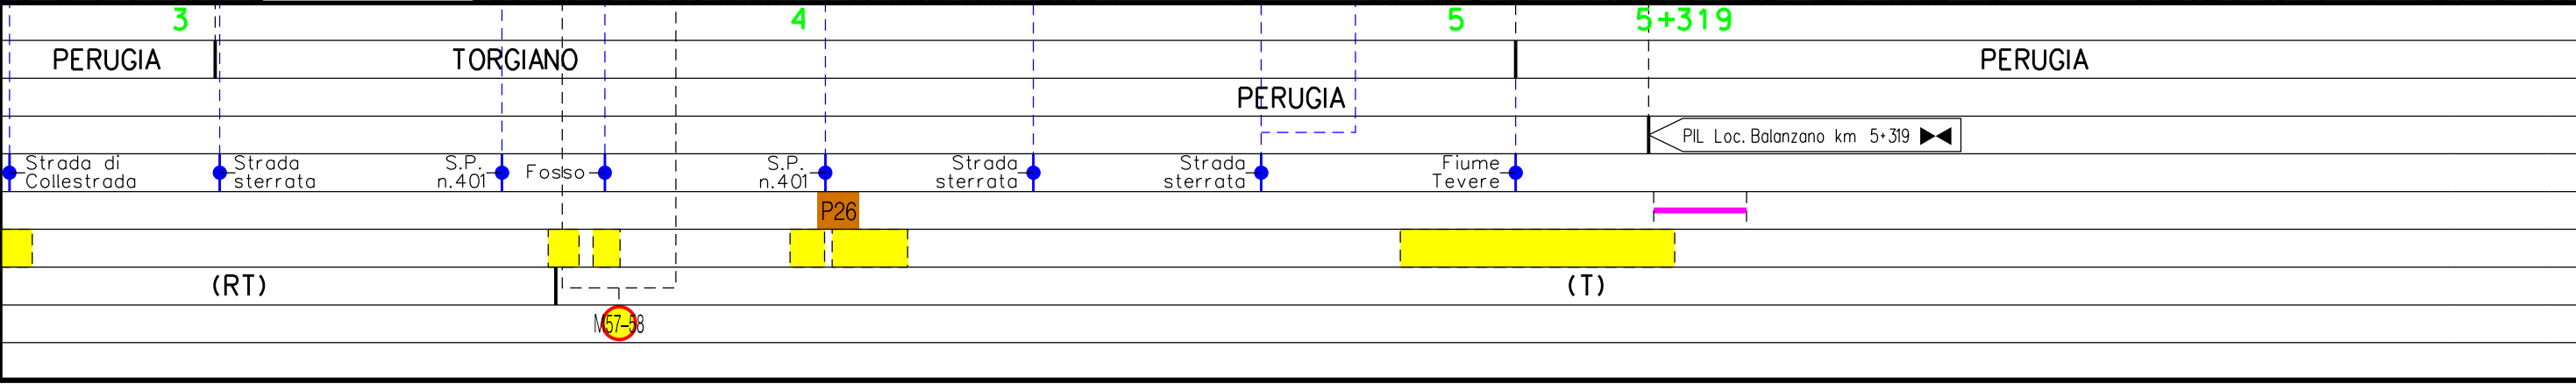 3 4 5 5+319
PERUGIA TORGIANO PERUGIA
PERUGIA
PIL Loc. Balanzano km 5+319
Strada di
Collestrada
Strada
sterrata
S.P.
n.401
Fosso
S.P.
n.401
Strada
sterrata
Strada
sterrata
Fiume
Tevere
P26
(RT) (T)
M57-58